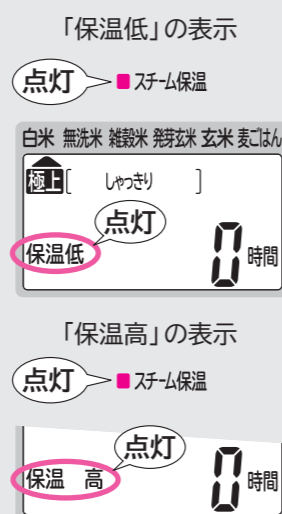 「保温低」の表示
点灯 スチーム保温
白米 無洗米 雑穀米 発芽玄米 玄米 麦ごはん
極上[ しゃっきり ]
点灯
保温低 0時間
「保温高」の表示
点灯 スチーム保温
点灯
保温 高 0時間